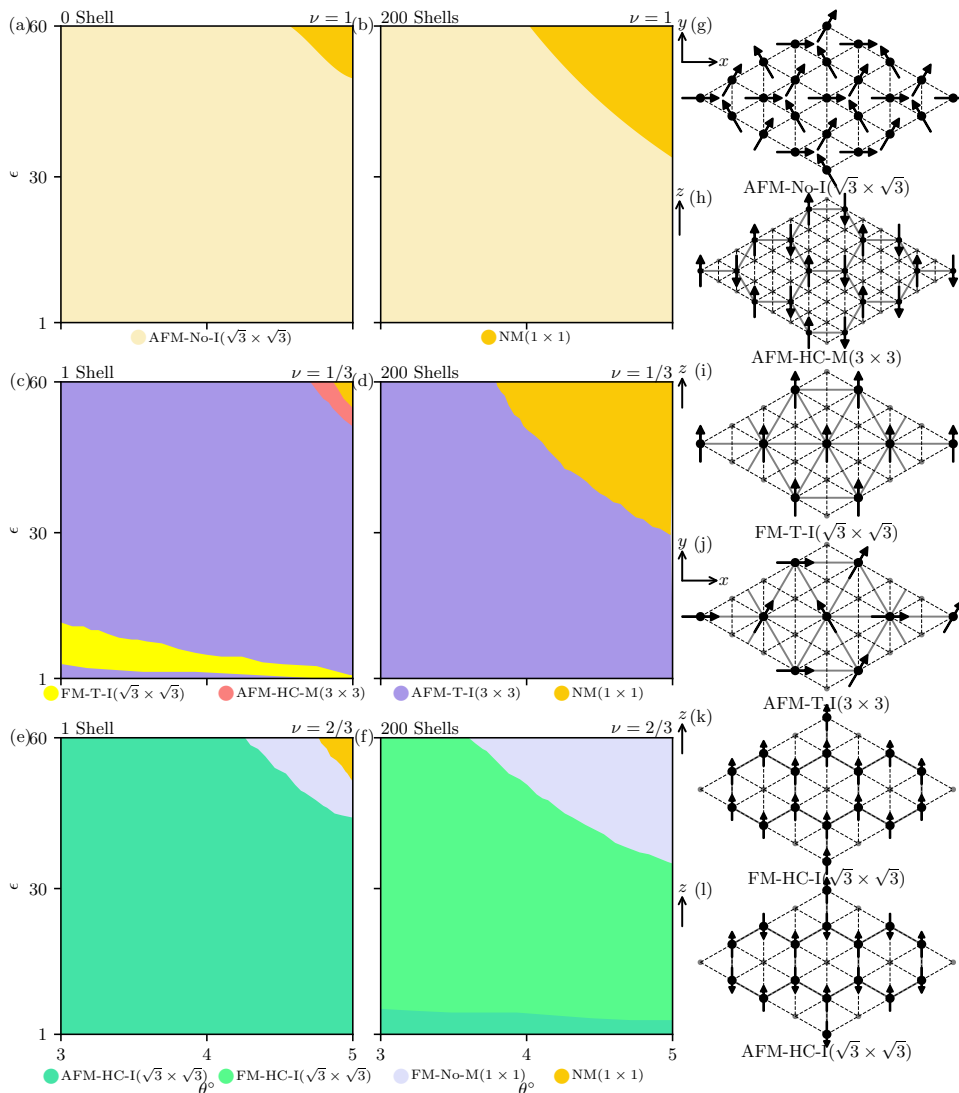 (a) 0 Shell ν = 1
(b) 200 Shells ν = 1
60
30
1
ϵ
AFM-No-I(√3 × √3)
NM(1 × 1)
(c) 1 Shell ν = 1/3
(d) 200 Shells ν = 1/3
60
30
1
ϵ
FM-T-I(√3 × √3)
AFM-HC-M(3 × 3)
AFM-T-I(3 × 3)
NM(1 × 1)
(e) 1 Shell ν = 2/3
(f) 200 Shells ν = 2/3
60
30
1
ϵ
3 4 5
3 4 5
θ°
θ°
AFM-HC-I(√3 × √3)
FM-HC-I(√3 × √3)
FM-No-M(1 × 1)
NM(1 × 1)
y (g)
x
AFM-No-I(√3 × √3)
z (h)
AFM-HC-M(3 × 3)
z (i)
FM-T-I(√3 × √3)
y (j)
x
AFM-T-I(3 × 3)
z (k)
FM-HC-I(√3 × √3)
z (l)
AFM-HC-I(√3 × √3)